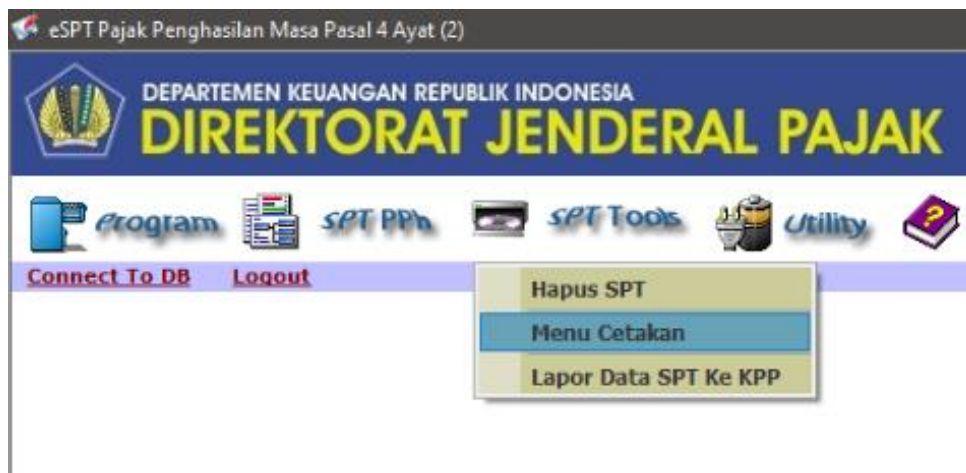 eSPT Pajak Penghasilan Masa Pasal 4 Ayat (2)
DEPARTEMEN KEUANGAN REPUBLIK INDONESIA
DIREKTORAT JENDERAL PAJAK
Program SPT PPh SPT Tools Utility
Connect To DB Logout
Hapus SPT
Menu Cetakan
Lapor Data SPT Ke KPP